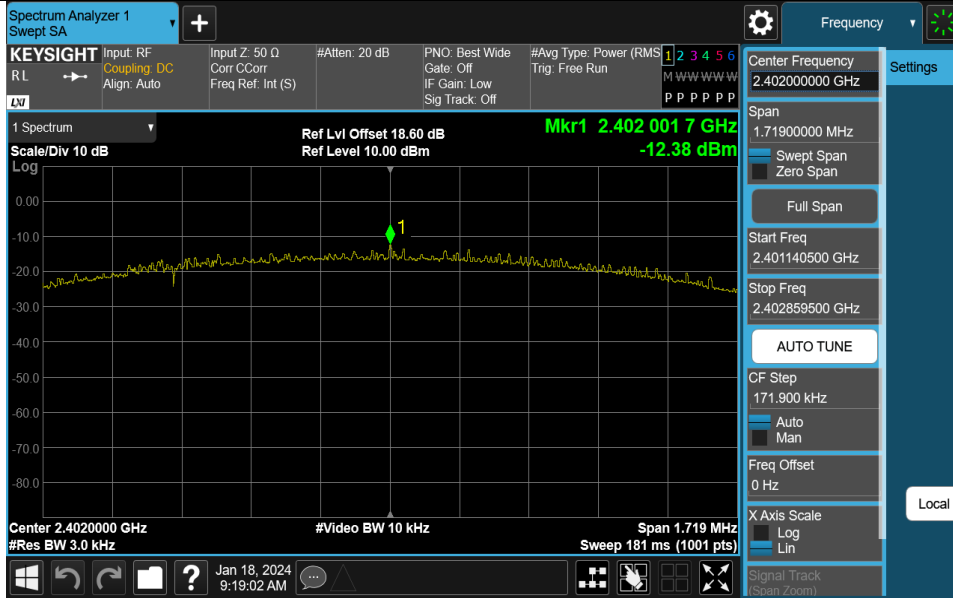 Spectrum Analyzer 1
Swept SA
+
Frequency
KEYSIGHT
R L
LXI
Input: RF
Coupling: DC
Align: Auto
Input Z: 50 Ω
Corr CCorr
Freq Ref: Int (S)
#Atten: 20 dB
PNO: Best Wide
Gate: Off
IF Gain: Low
Sig Track: Off
#Avg Type: Power (RMS
Trig: Free Run
1 2 3 4 5 6
M W W W W W
P P P P P P
1 Spectrum
Scale/Div 10 dB
Log
Ref Lvl Offset 18.60 dB
Ref Level 10.00 dBm
Mkr1 2.402 001 7 GHz
-12.38 dBm
1
0.00
-10.0
-20.0
-30.0
-40.0
-50.0
-60.0
-70.0
-80.0
Center 2.4020000 GHz
#Res BW 3.0 kHz
#Video BW 10 kHz
Span 1.719 MHz
Sweep 181 ms (1001 pts)
?
Jan 18, 2024
9:19:02 AM
Center Frequency
2.402000000 GHz
Span
1.71900000 MHz
Swept Span
Zero Span
Full Span
Start Freq
2.401140500 GHz
Stop Freq
2.402859500 GHz
AUTO TUNE
CF Step
171.900 kHz
Auto
Man
Freq Offset
0 Hz
X Axis Scale
Log
Lin
Signal Track
(Span Zoom)
Settings
Local